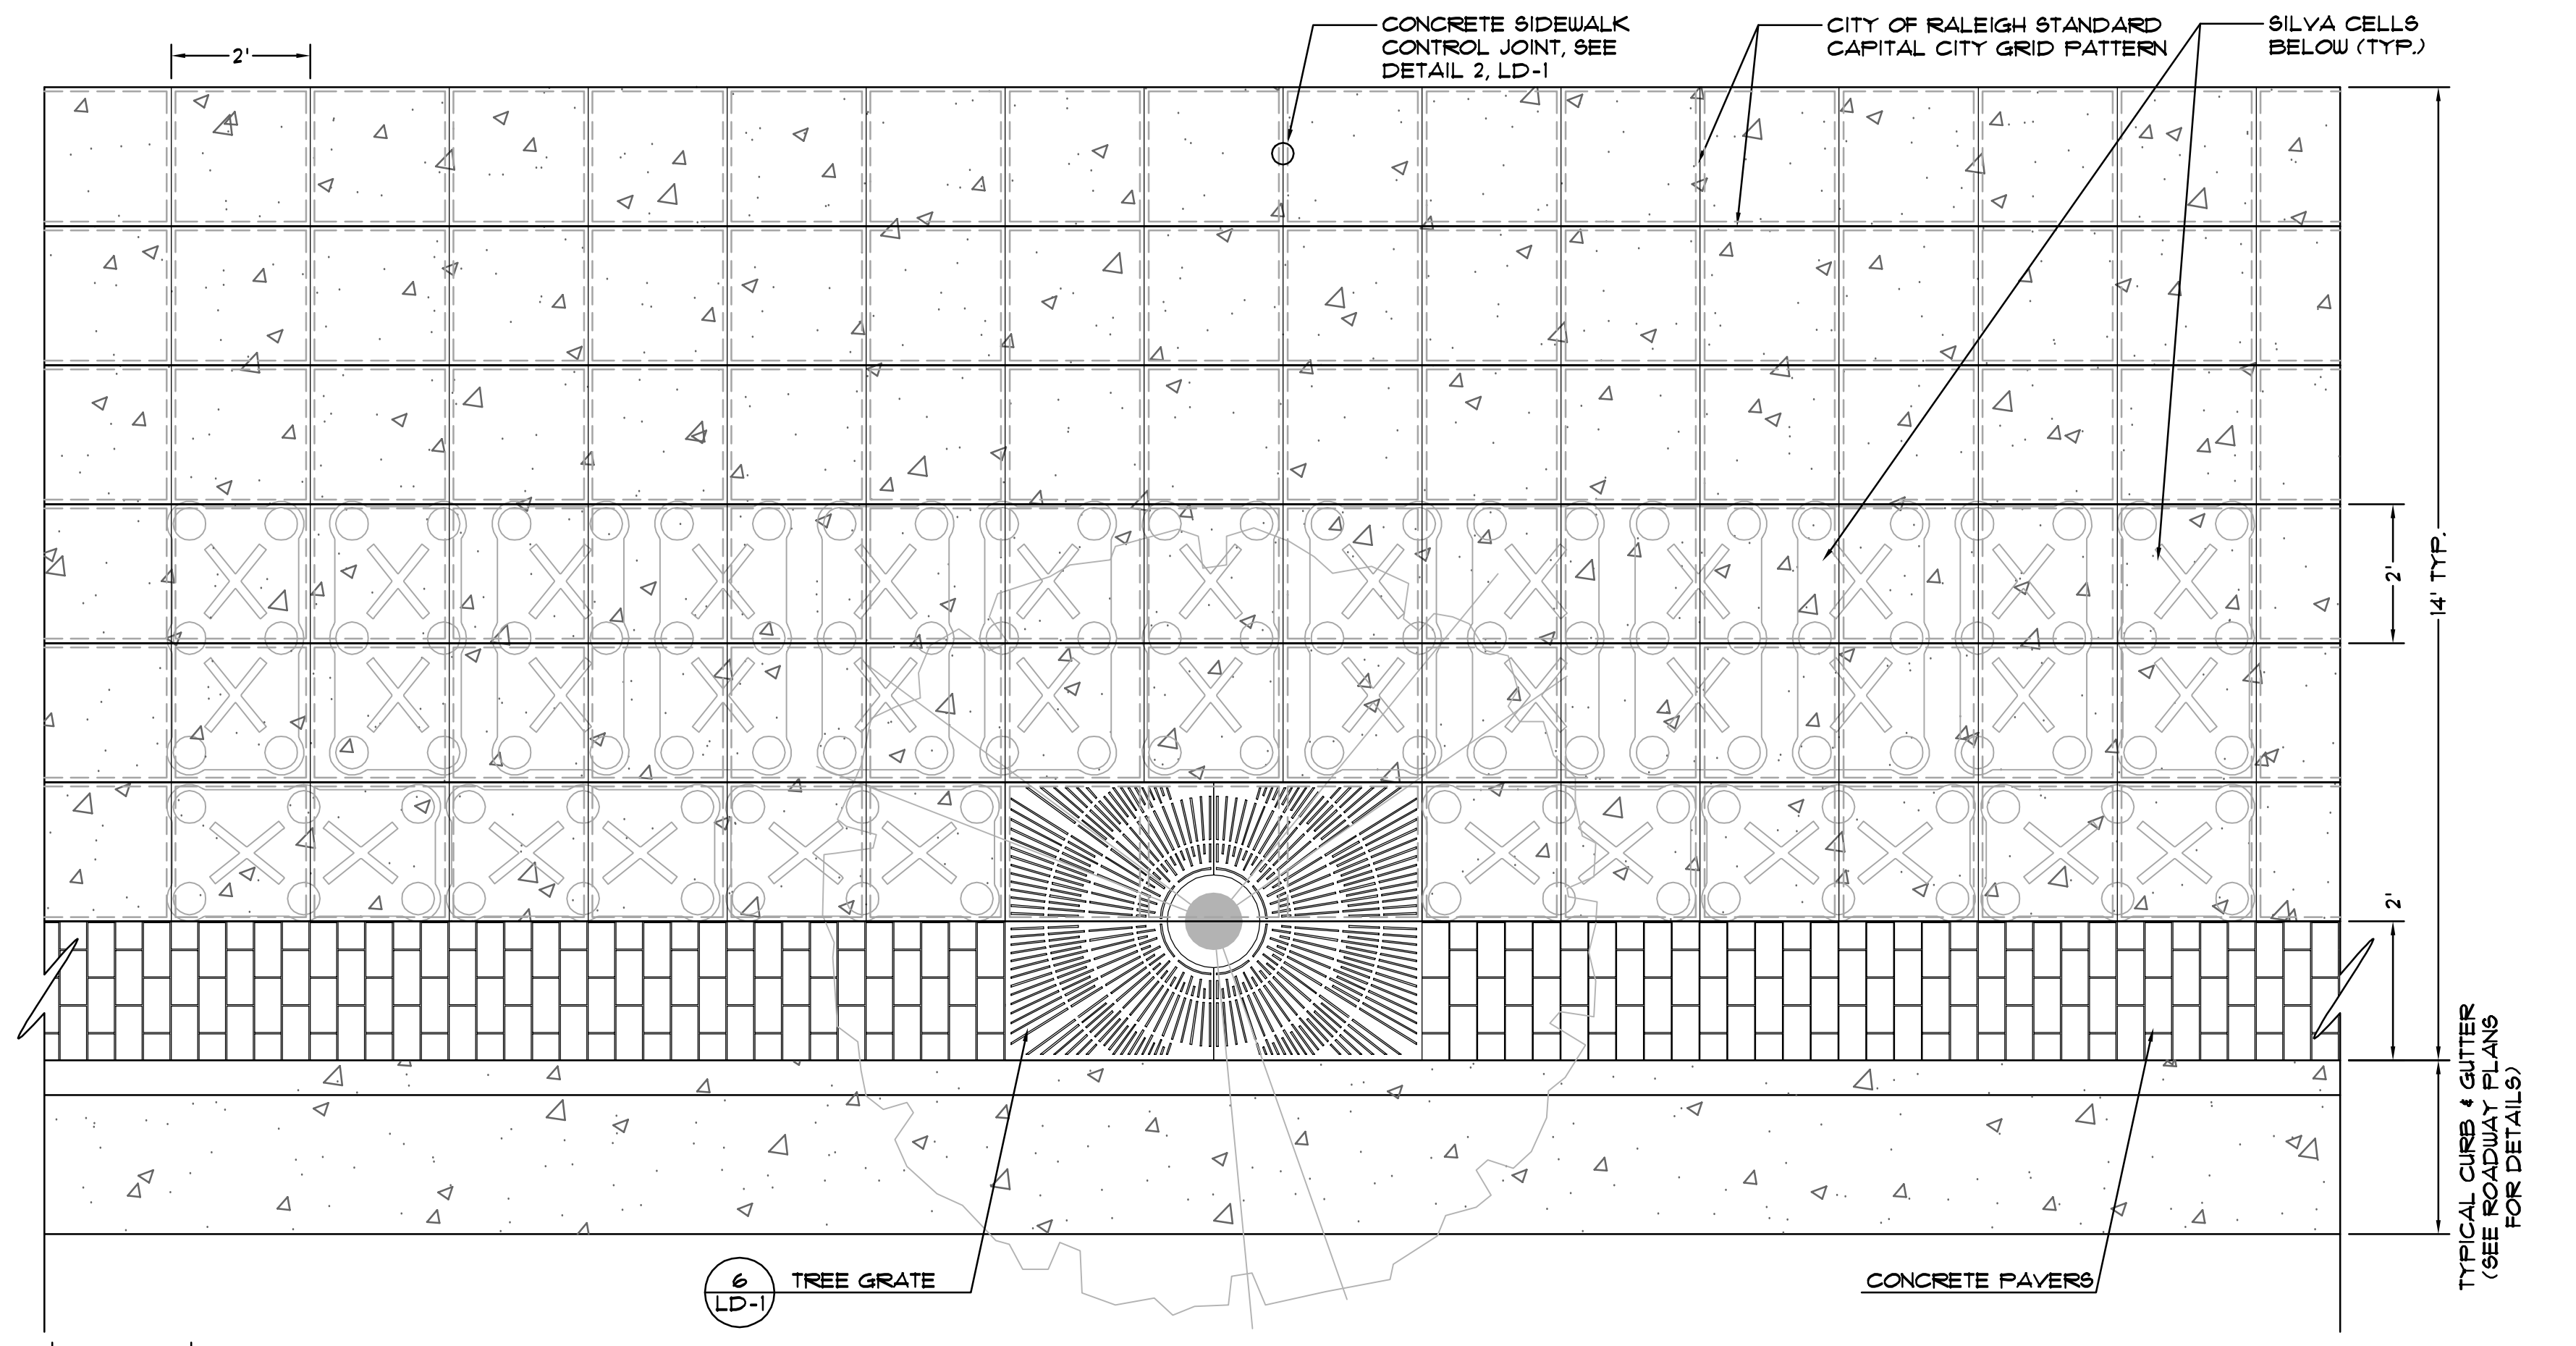 CONCRETE SIDEWALK
CONTROL JOINT, SEE
DETAIL 2, LD-1
CITY OF RALEIGH STANDARD
CAPITAL CITY GRID PATTERN
SILVA CELLS
BELOW (TYP.)
2'
2'
14' TYP.
2'
TYPICAL CURB & GUTTER
(SEE ROADWAY PLANS
FOR DETAILS)
6
LD-1
TREE GRATE
CONCRETE PAVERS